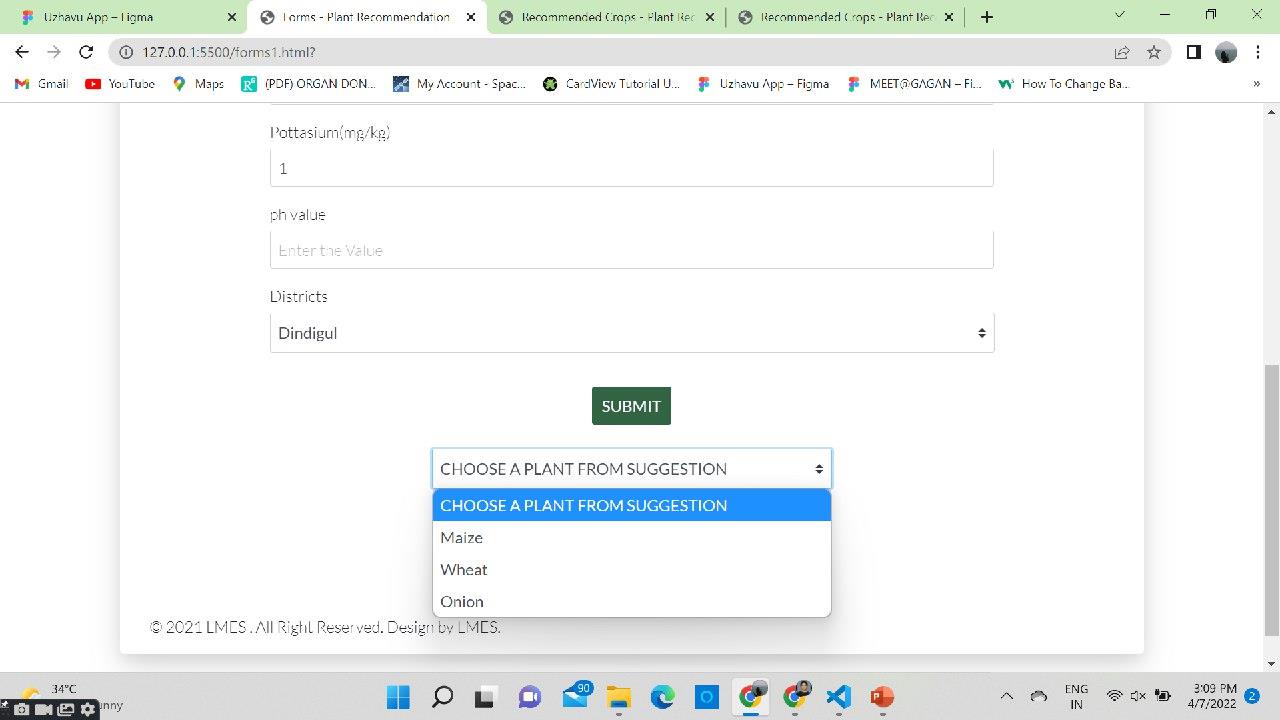 Uzhavu App – Figma
Forms - Plant Recommendation
Recommended Crops - Plant Rec
Recommended Crops - Plant Rec
127.0.0.1:5500/forms1.html?
Gmail
YouTube
Maps
(PDF) ORGAN DON...
My Account - Spac...
CardView Tutorial U...
Uzhavu App – Figma
MEET@GAGAN – Fi...
How To Change Ba...
»
Pottasium(mg/kg)
1
ph value
Enter the Value
Districts
Dindigul
SUBMIT
CHOOSE A PLANT FROM SUGGESTION
CHOOSE A PLANT FROM SUGGESTION
Maize
Wheat
Onion
© 2021 LMES . All Right Reserved. Design by LMES.
34°C
unny
90
ENG
IN
3:09 PM
4/7/2022
2